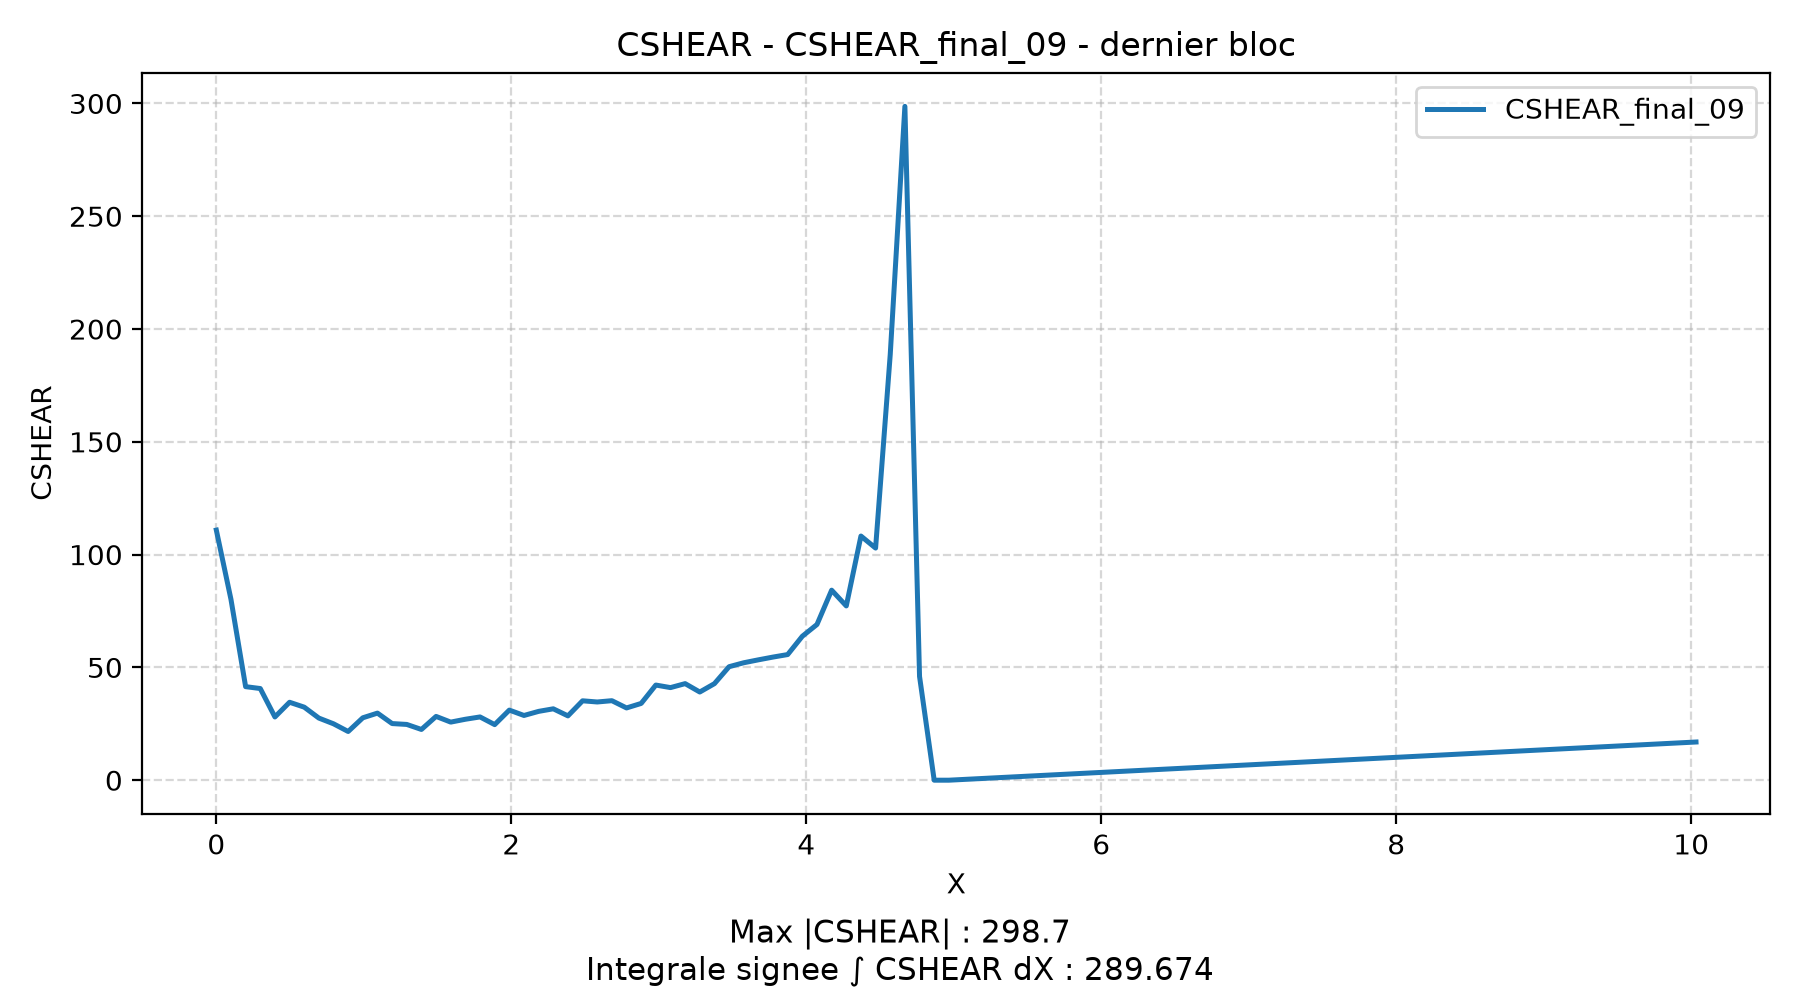 CSHEAR - CSHEAR_final_09 - dernier bloc
CSHEAR_final_09
300
250
200
150
100
50
0
CSHEAR
0 2 4 6 8 10
X
Max |CSHEAR| : 298.7
Integrale signee ∫ CSHEAR dX : 289.674